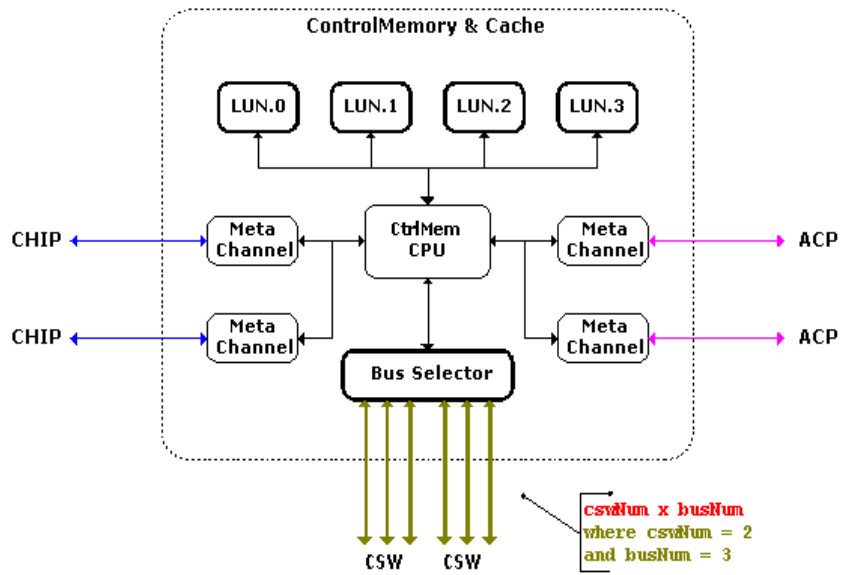 ControlMemory & Cache
LUN.0 LUN.1 LUN.2 LUN.3
CHIP
Meta
Channel
CtrlMem
CPU
Meta
Channel
ACP
CHIP
Meta
Channel
Meta
Channel
ACP
Bus Selector
CSW CSW
cswNum x busNum
where cswNum = 2
and busNum = 3